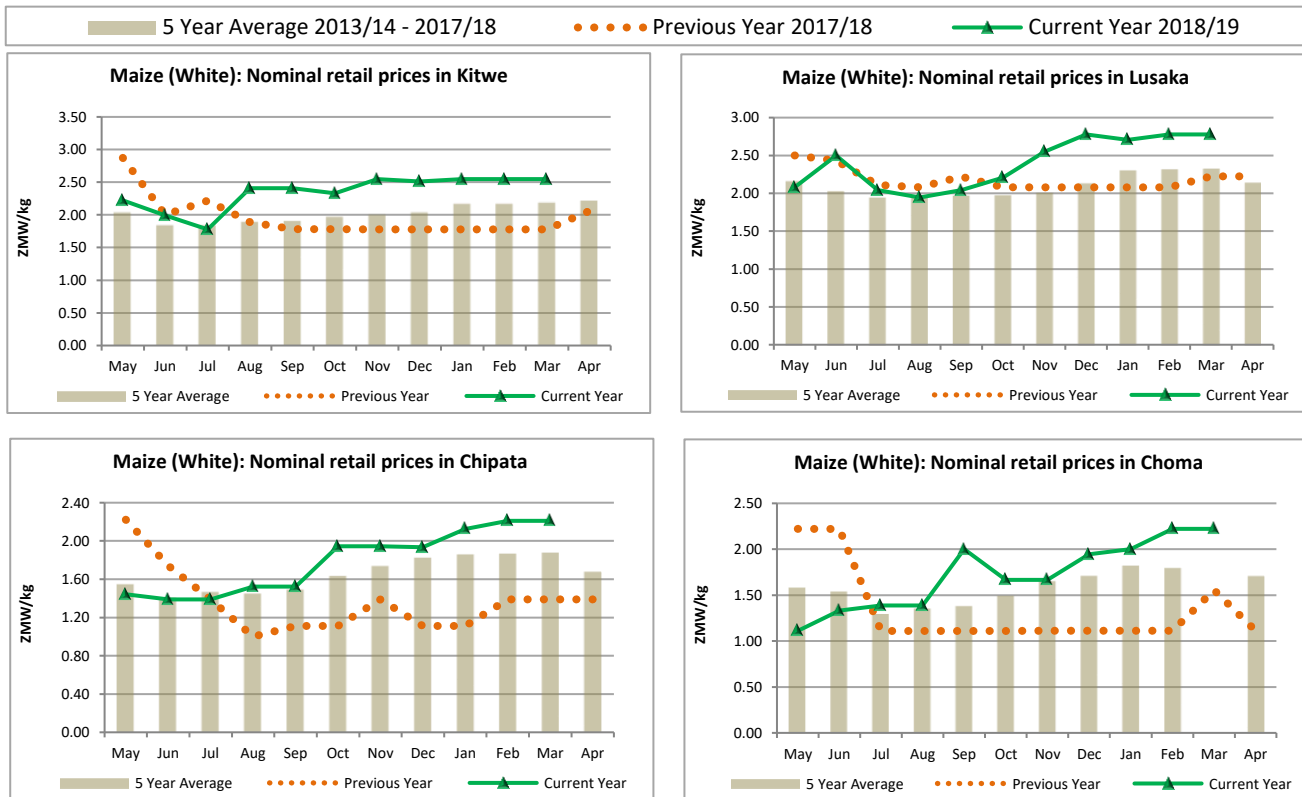 5 Year Average 2013/14 - 2017/18 Previous Year 2017/18 Current Year 2018/19
Maize (White): Nominal retail prices in Kitwe
ZMW/kg
3.50
3.00
2.50
2.00
1.50
1.00
0.50
0.00
May Jun Jul Aug Sep Oct Nov Dec Jan Feb Mar Apr
5 Year Average Previous Year Current Year
Maize (White): Nominal retail prices in Lusaka
ZMW/kg
3.00
2.50
2.00
1.50
1.00
0.50
0.00
May Jun Jul Aug Sep Oct Nov Dec Jan Feb Mar Apr
5 Year Average Previous Year Current Year
Maize (White): Nominal retail prices in Chipata
ZMW/kg
2.40
2.00
1.60
1.20
0.80
0.40
0.00
May Jun Jul Aug Sep Oct Nov Dec Jan Feb Mar Apr
5 Year Average Previous Year Current Year
Maize (White): Nominal retail prices in Choma
ZMW/kg
2.50
2.00
1.50
1.00
0.50
0.00
May Jun Jul Aug Sep Oct Nov Dec Jan Feb Mar Apr
5 Year Average Previous Year Current Year